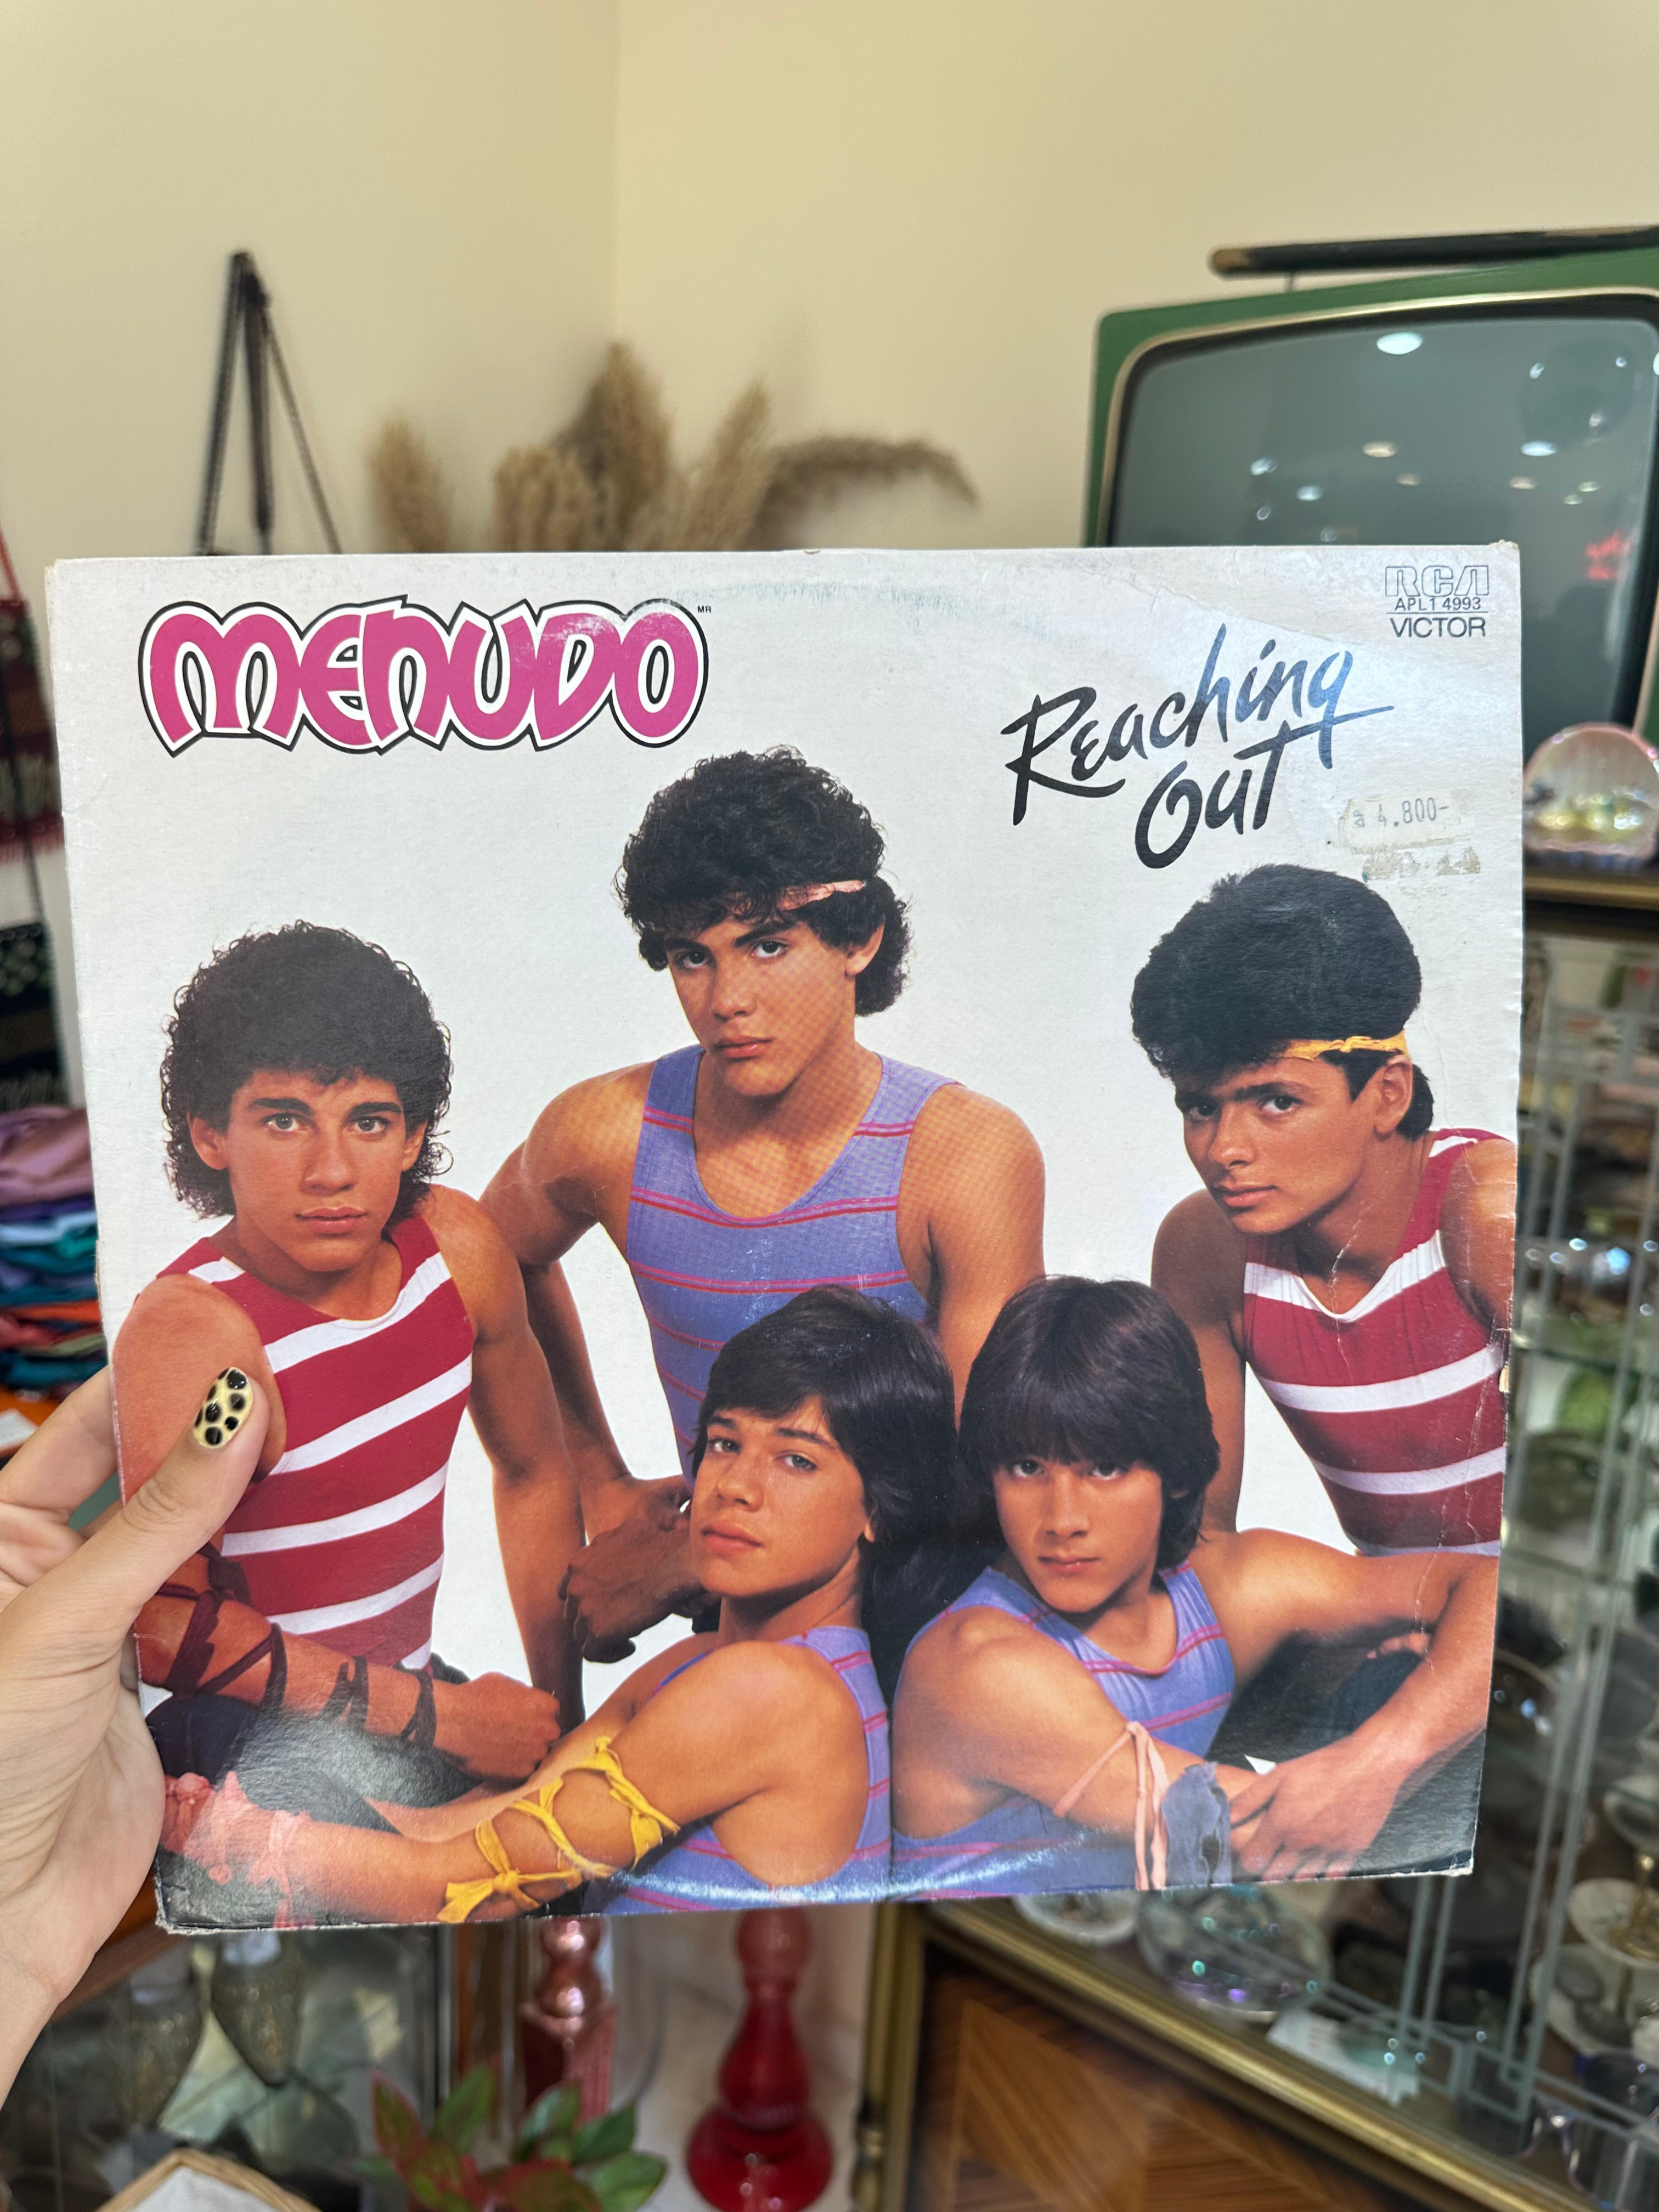 MENUDO MR
Reaching
Out
RCA
APL1 4993
VICTOR
4.800-